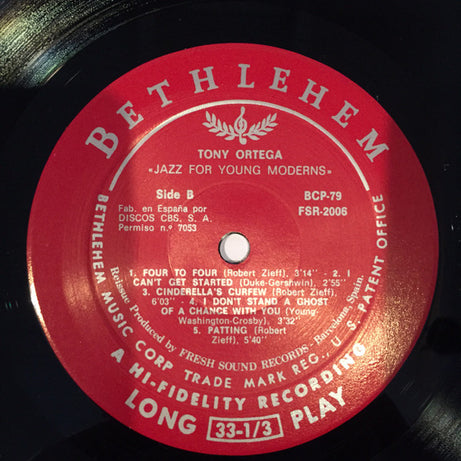 BETHLEHEM
TONY ORTEGA
«JAZZ FOR YOUNG MODERNS»
Side B
BCP-79
Fab. en España por
DISCOS CBS, S. A.
Permiso n.º 7053
FSR-2006
1. FOUR TO FOUR (Robert Zieff), 3'14" - 2. I
CAN'T GET STARTED (Duke-Gershwin), 2'55"
3. CINDERELLA'S CURFEW (Robert Zieff),
6'03" - 4. I DON'T STAND A GHOST
OF A CHANCE WITH YOU (Young-
Washington-Crosby), 3'32"
5. PATTING (Robert
Zieff), 5'40"
Reissue Produced by FRESH SOUND RECORDS - Barcelona, Spain.
BETHLEHEM MUSIC CORP TRADE MARK REG., U. S. PATENT OFFICE
A HI-FIDELITY RECORDING
LONG 33-1/3 PLAY